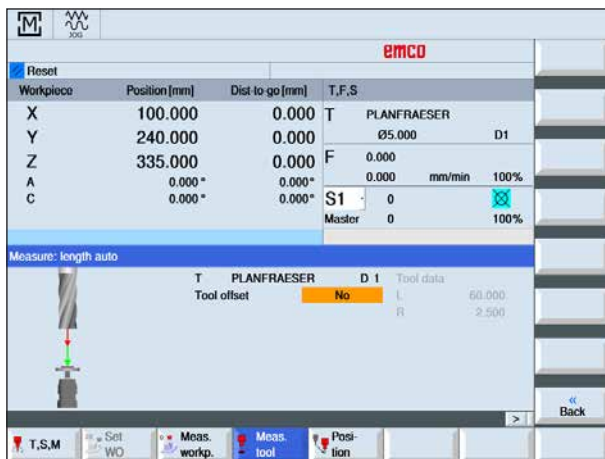 M
JOG
emco
Reset
Workpiece Position [mm] Dist-to-go [mm] T,F,S
X 100.000 0.000 T PLANFRAESER
Y 240.000 0.000 Ø5.000 D1
Z 335.000 0.000 F 0.000
A 0.000° 0.000° 0.000 mm/min 100%
C 0.000° 0.000° S1 0
Master 0 100%
Measure: length auto
T PLANFRAESER D 1 Tool data
Tool offset No L 60.000
R 2.500
«
Back
>
T,S,M
Set
WO
Meas.
workp.
Meas.
tool
Posi-
tion